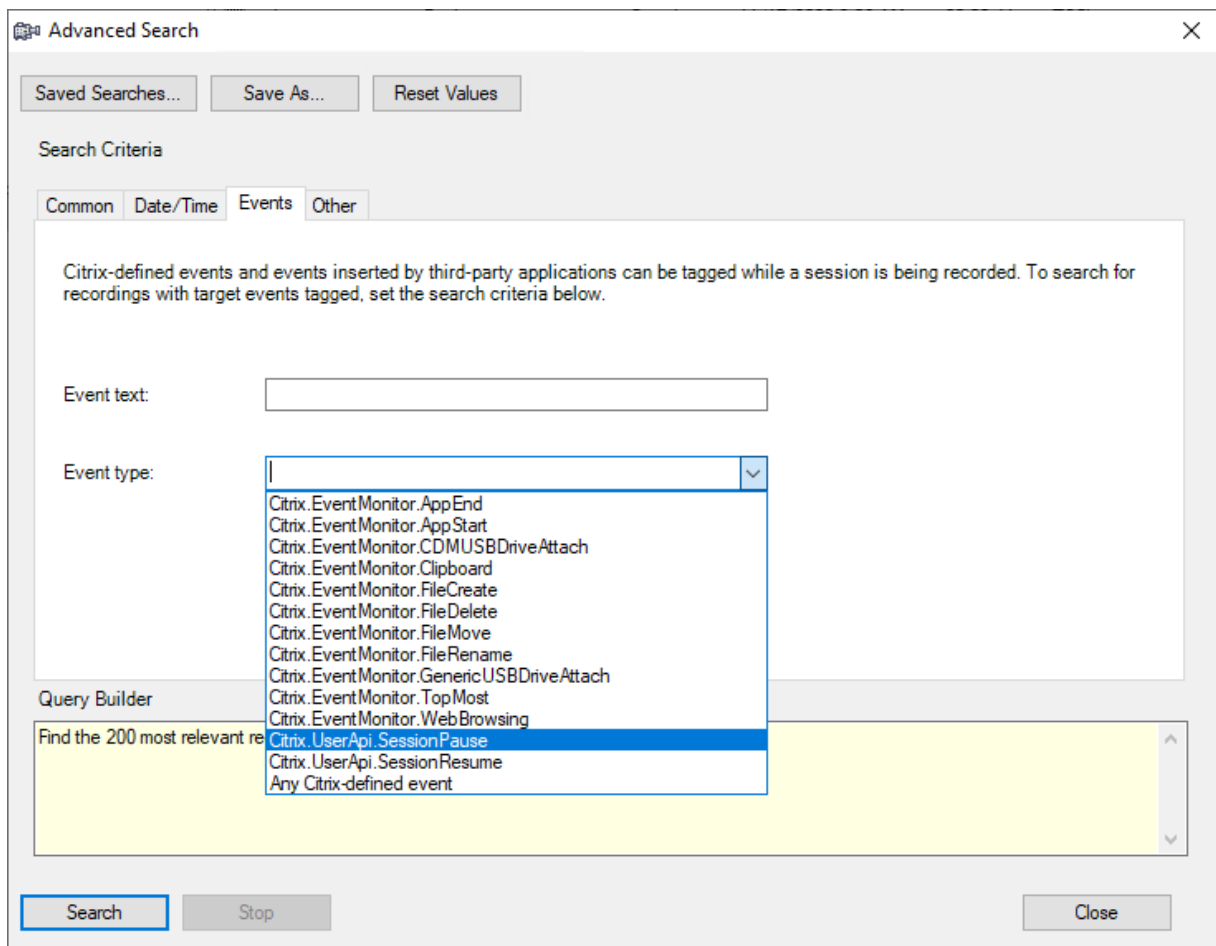 Advanced Search
Saved Searches... Save As... Reset Values
Search Criteria
Common Date/Time Events Other
Citrix-defined events and events inserted by third-party applications can be tagged while a session is being recorded. To search for
recordings with target events tagged, set the search criteria below.
Event text:
Event type:
Citrix.EventMonitor.AppEnd
Citrix.EventMonitor.AppStart
Citrix.EventMonitor.CDMUSBDriveAttach
Citrix.EventMonitor.Clipboard
Citrix.EventMonitor.FileCreate
Citrix.EventMonitor.FileDelete
Citrix.EventMonitor.FileMove
Citrix.EventMonitor.FileRename
Citrix.EventMonitor.GenericUSBDriveAttach
Citrix.EventMonitor.TopMost
Citrix.EventMonitor.WebBrowsing
Citrix.UserApi.SessionPause
Citrix.UserApi.SessionResume
Any Citrix-defined event
Query Builder
Find the 200 most relevant re
Search Stop Close